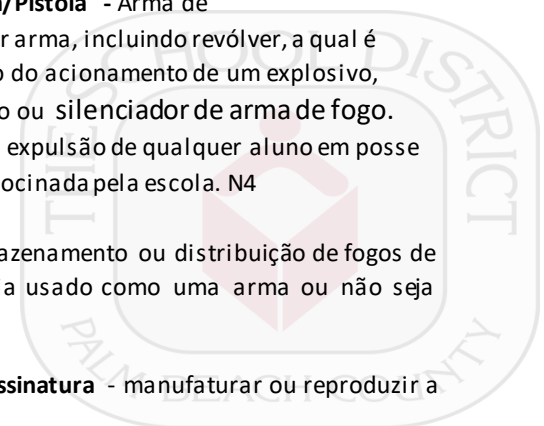 /Pistola - Arma de
r arma, incluindo revólver, a qual é
o do acionamento de um explosivo,
o ou silenciador de arma de fogo.
expulsão de qualquer aluno em posse
ocinada pela escola. N4
azenamento ou distribuição de fogos de
a usado como uma arma ou não seja
ssinatura - manufaturar ou reproduzir a
THE SCHOOL DISTRICT
PALM BEACH COUNTY